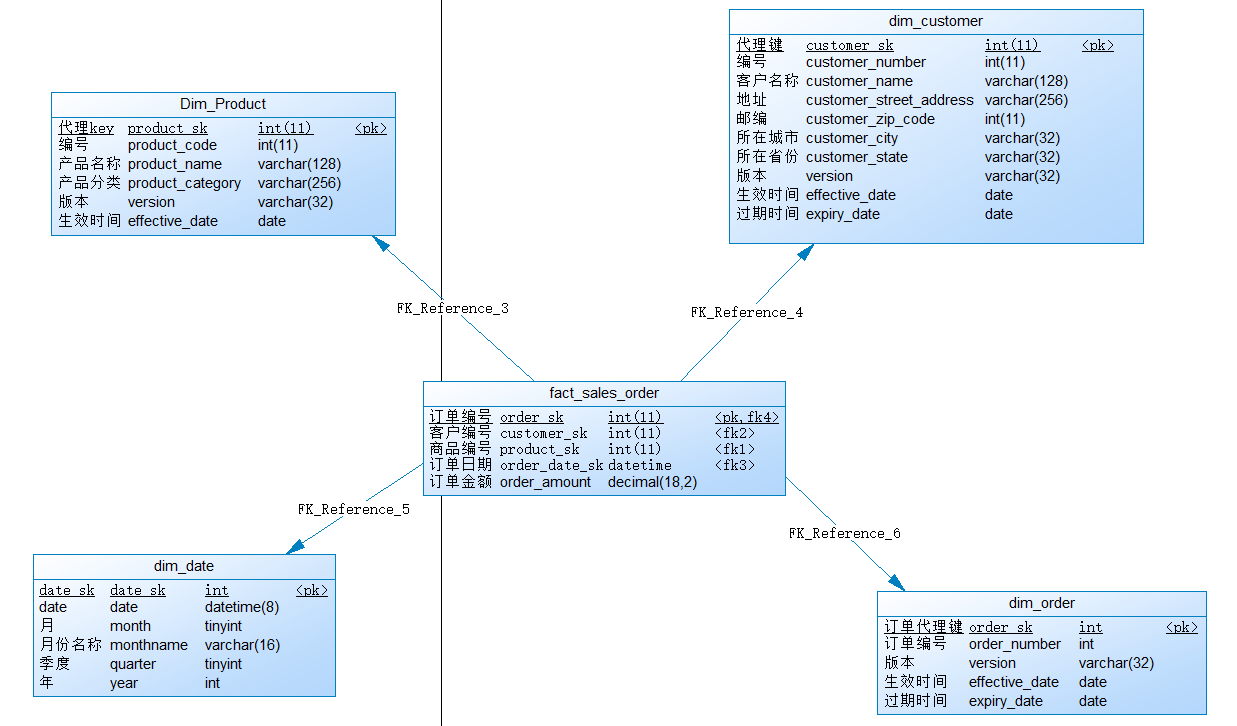 dim_customer
代理键 customer_sk int(11) <pk>
编号 customer_number int(11)
客户名称 customer_name varchar(128)
地址 customer_street_address varchar(256)
邮编 customer_zip_code int(11)
所在城市 customer_city varchar(32)
所在省份 customer_state varchar(32)
版本 version varchar(32)
生效时间 effective_date date
过期时间 expiry_date date
Dim_Product
代理key product_sk int(11) <pk>
编号 product_code int(11)
产品名称 product_name varchar(128)
产品分类 product_category varchar(256)
版本 version varchar(32)
生效时间 effective_date date
FK_Reference_3
FK_Reference_4
fact_sales_order
订单编号 order_sk int(11) <pk,fk4>
客户编号 customer_sk int(11) <fk2>
商品编号 product_sk int(11) <fk1>
订单日期 order_date_sk datetime <fk3>
订单金额 order_amount decimal(18,2)
FK_Reference_5
FK_Reference_6
dim_date
date_sk date_sk int <pk>
date date datetime(8)
月 month tinyint
月份名称 monthname varchar(16)
季度 quarter tinyint
年 year int
dim_order
订单代理键 order_sk int <pk>
订单编号 order_number int
版本 version varchar(32)
生效时间 effective_date date
过期时间 expiry_date date